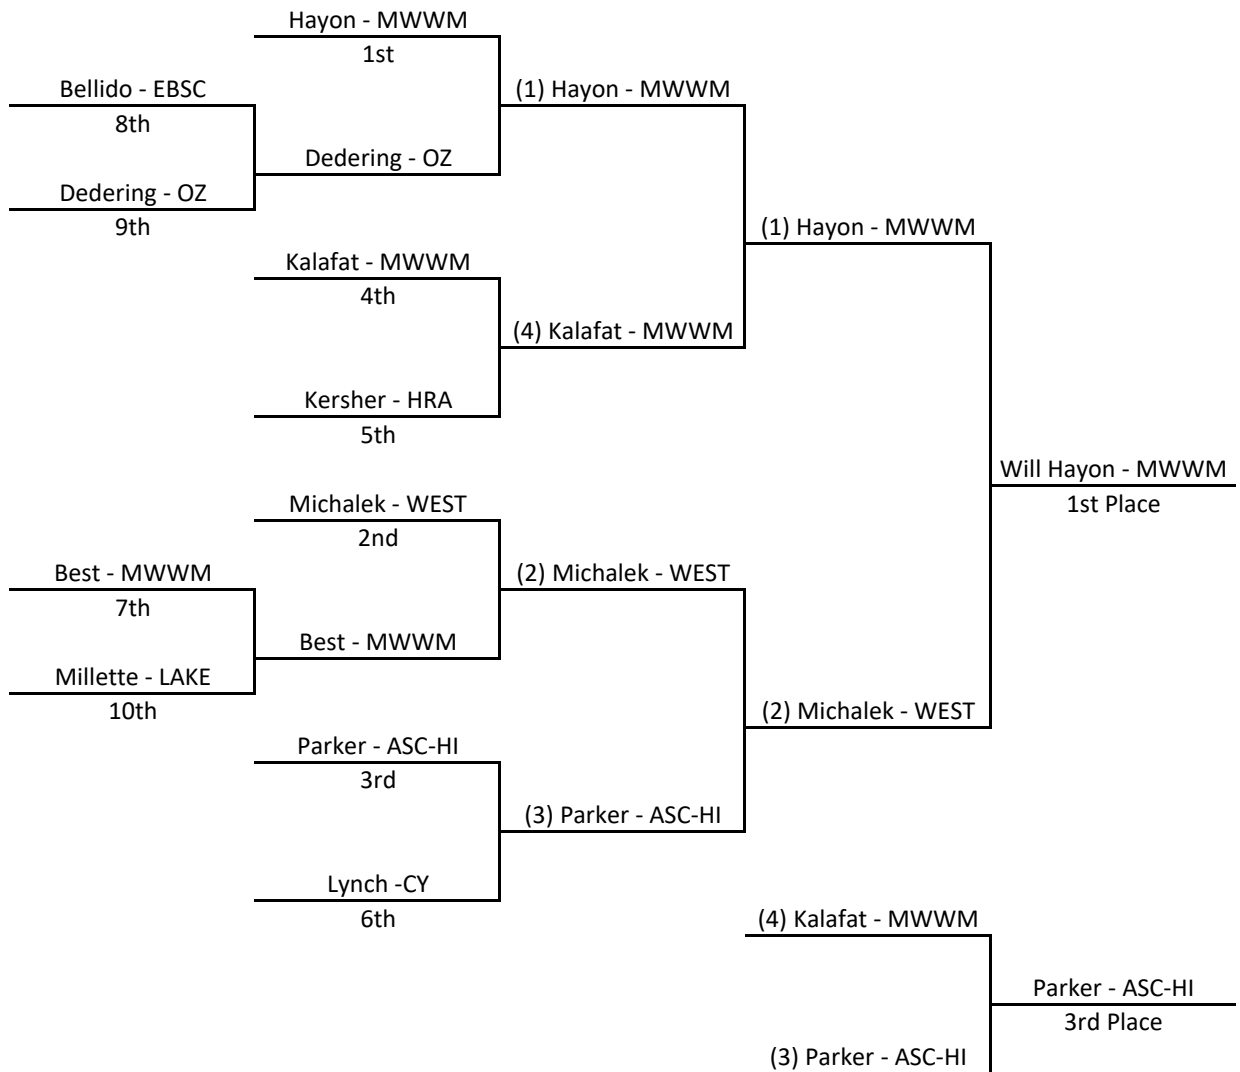 Hayon - MWWM
1st
Bellido - EBSC
8th
(1) Hayon - MWWM
Dedering - OZ
Dedering - OZ
9th
(1) Hayon - MWWM
Kalafat - MWWM
4th
(4) Kalafat - MWWM
Kersher - HRA
5th
Will Hayon - MWWM
1st Place
Michalek - WEST
2nd
Best - MWWM
7th
(2) Michalek - WEST
Best - MWWM
Millette - LAKE
10th
(2) Michalek - WEST
Parker - ASC-HI
3rd
(3) Parker - ASC-HI
Lynch -CY
6th
(4) Kalafat - MWWM
Parker - ASC-HI
3rd Place
(3) Parker - ASC-HI